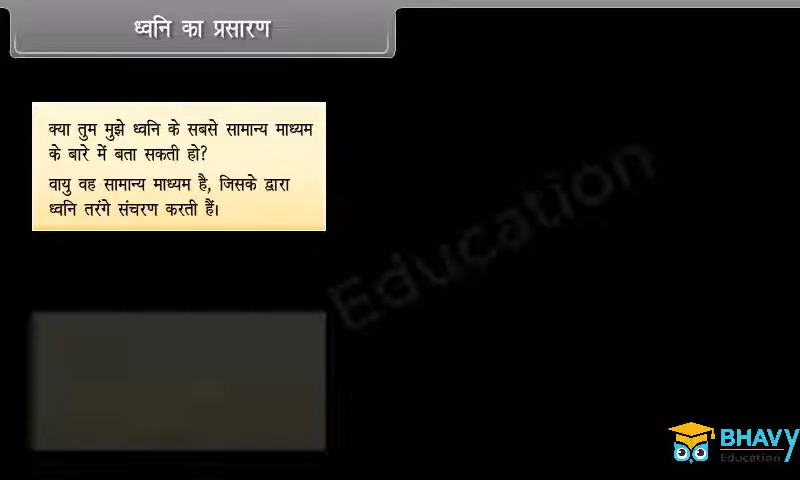 ध्वनि का प्रसारण
क्या तुम मुझे ध्वनि के सबसे सामान्य माध्यम
के बारे में बता सकती हो?
वायु वह सामान्य माध्यम है, जिसके द्वारा
ध्वनि तरंगे संचरण करती हैं।
Education
BHAVY
Education